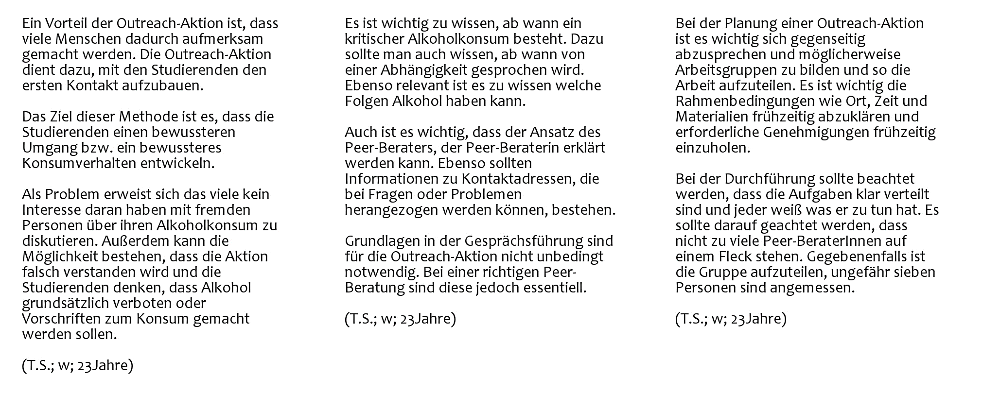 Ein Vorteil der Outreach-Aktion ist, dass
viele Menschen dadurch aufmerksam
gemacht werden. Die Outreach-Aktion
dient dazu, mit den Studierenden den
ersten Kontakt aufzubauen.
Das Ziel dieser Methode ist es, dass die
Studierenden einen bewussteren
Umgang bzw. ein bewussteres
Konsumverhalten entwickeln.
Als Problem erweist sich das viele kein
Interesse daran haben mit fremden
Personen über ihren Alkoholkonsum zu
diskutieren. Außerdem kann die
Möglichkeit bestehen, dass die Aktion
falsch verstanden wird und die
Studierenden denken, dass Alkohol
grundsätzlich verboten oder
Vorschriften zum Konsum gemacht
werden sollen.
(T.S.; w; 23Jahre)
Es ist wichtig zu wissen, ab wann ein
kritischer Alkoholkonsum besteht. Dazu
sollte man auch wissen, ab wann von
einer Abhängigkeit gesprochen wird.
Ebenso relevant ist es zu wissen welche
Folgen Alkohol haben kann.
Auch ist es wichtig, dass der Ansatz des
Peer-Beraters, der Peer-Beraterin erklärt
werden kann. Ebenso sollten
Informationen zu Kontaktadressen, die
bei Fragen oder Problemen
herangezogen werden können, bestehen.
Grundlagen in der Gesprächsführung sind
für die Outreach-Aktion nicht unbedingt
notwendig. Bei einer richtigen Peer-
Beratung sind diese jedoch essentiell.
(T.S.; w; 23Jahre)
Bei der Planung einer Outreach-Aktion
ist es wichtig sich gegenseitig
abzusprechen und möglicherweise
Arbeitsgruppen zu bilden und so die
Arbeit aufzuteilen. Es ist wichtig die
Rahmenbedingungen wie Ort, Zeit und
Materialien frühzeitig abzuklären und
erforderliche Genehmigungen frühzeitig
einzuholen.
Bei der Durchführung sollte beachtet
werden, dass die Aufgaben klar verteilt
sind und jeder weiß was er zu tun hat. Es
sollte darauf geachtet werden, dass
nicht zu viele Peer-BeraterInnen auf
einem Fleck stehen. Gegebenenfalls ist
die Gruppe aufzuteilen, ungefähr sieben
Personen sind angemessen.
(T.S.; w; 23Jahre)